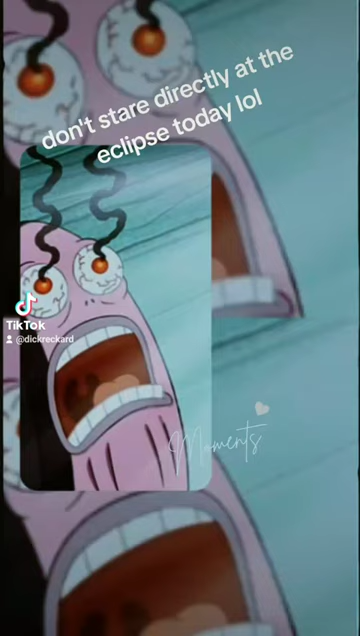 don't stare directly at the
eclipse today lol
TikTok
@dickreckard
Moments